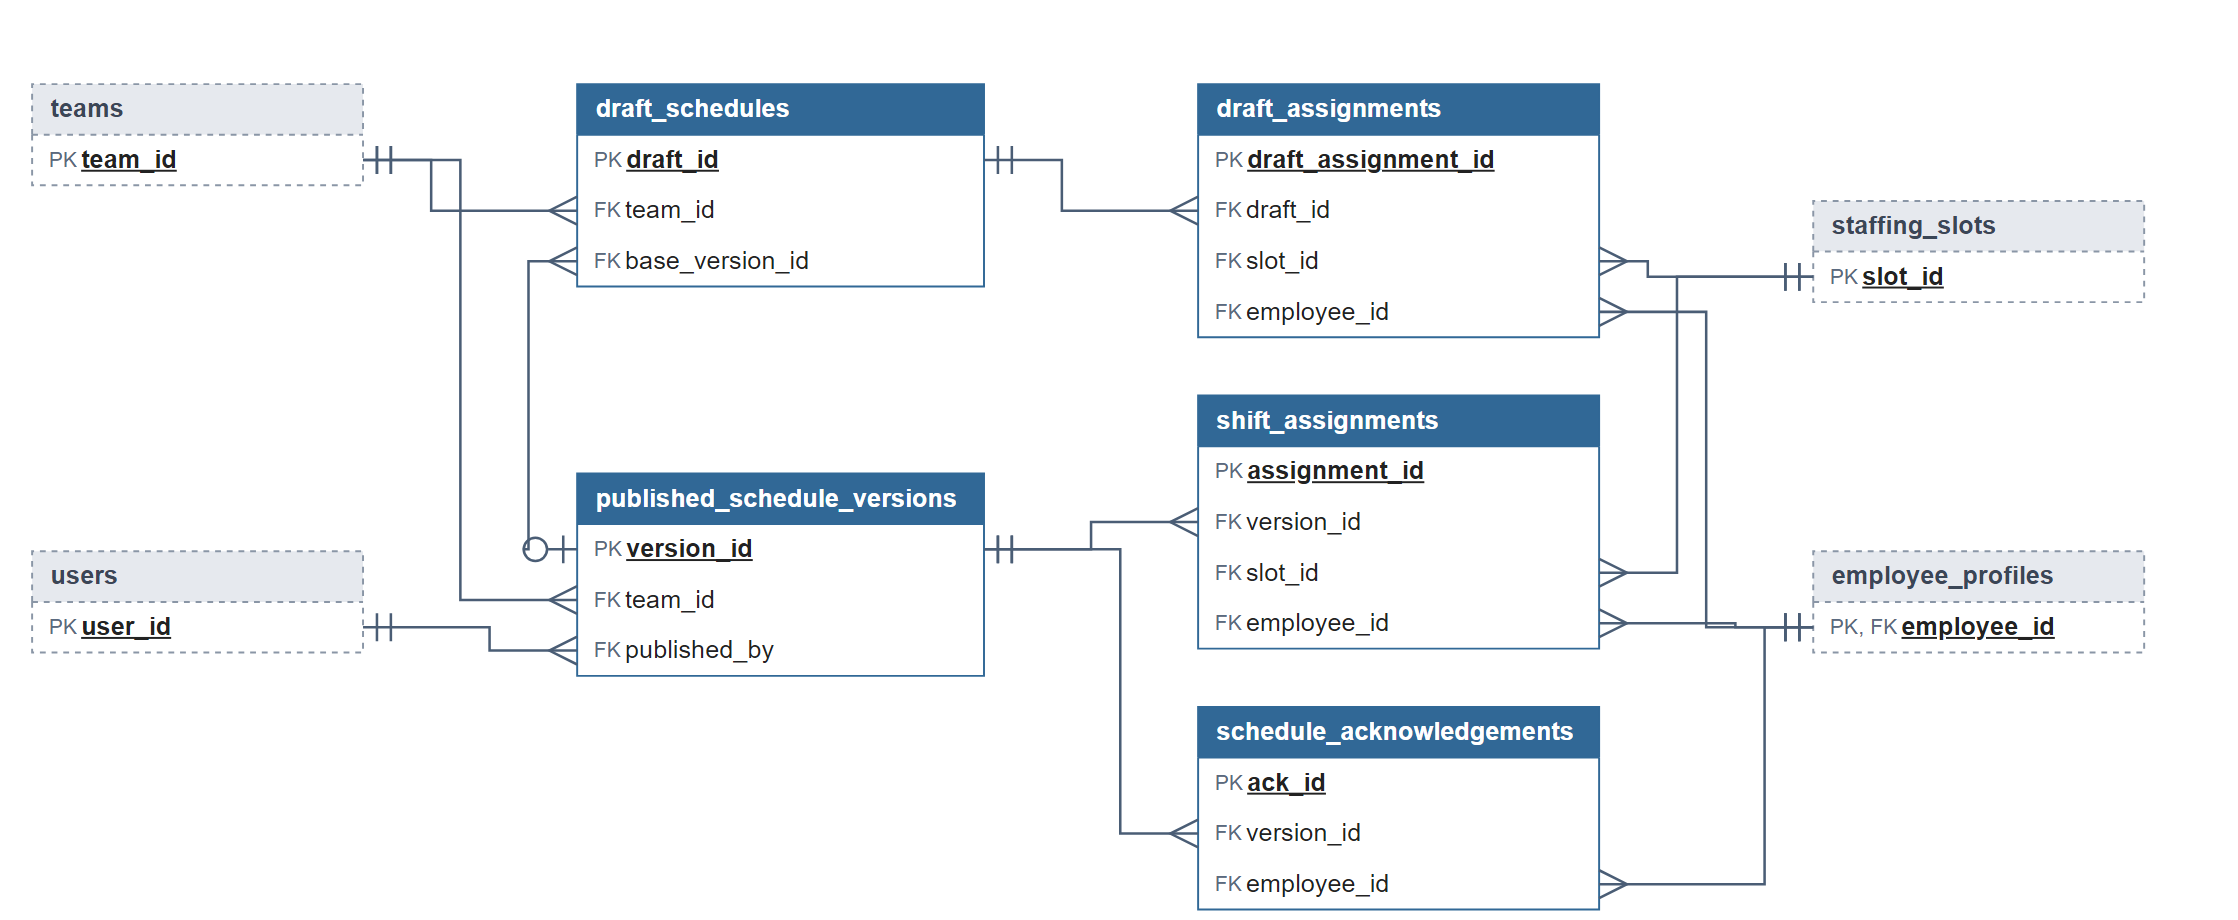 teams
PK team_id
draft_schedules
PK draft_id
FK team_id
FK base_version_id
draft_assignments
PK draft_assignment_id
FK draft_id
FK slot_id
FK employee_id
staffing_slots
PK slot_id
users
PK user_id
published_schedule_versions
PK version_id
FK team_id
FK published_by
shift_assignments
PK assignment_id
FK version_id
FK slot_id
FK employee_id
employee_profiles
PK, FK employee_id
schedule_acknowledgements
PK ack_id
FK version_id
FK employee_id